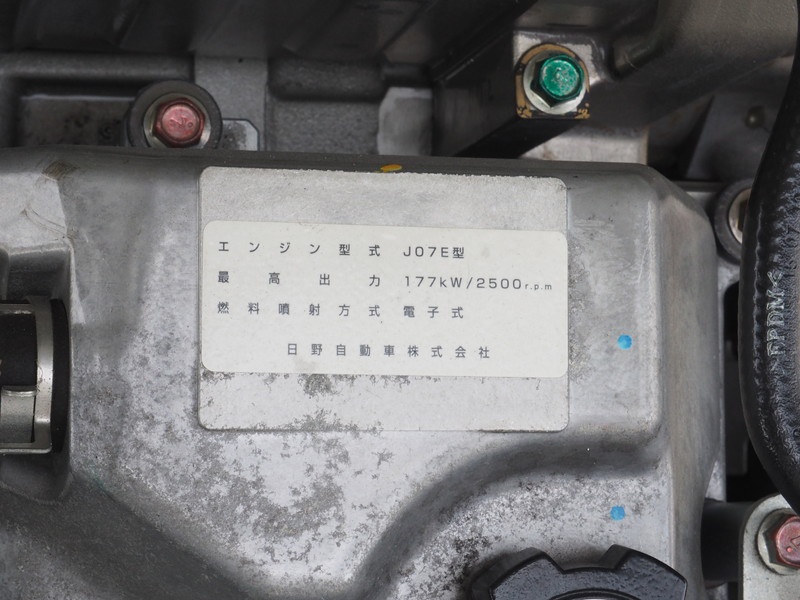 エンジン型式 J07E型
最高出力 177kW/2500r.p.m
燃料噴射方式 電子式
日野自動車株式会社
EPDM-S